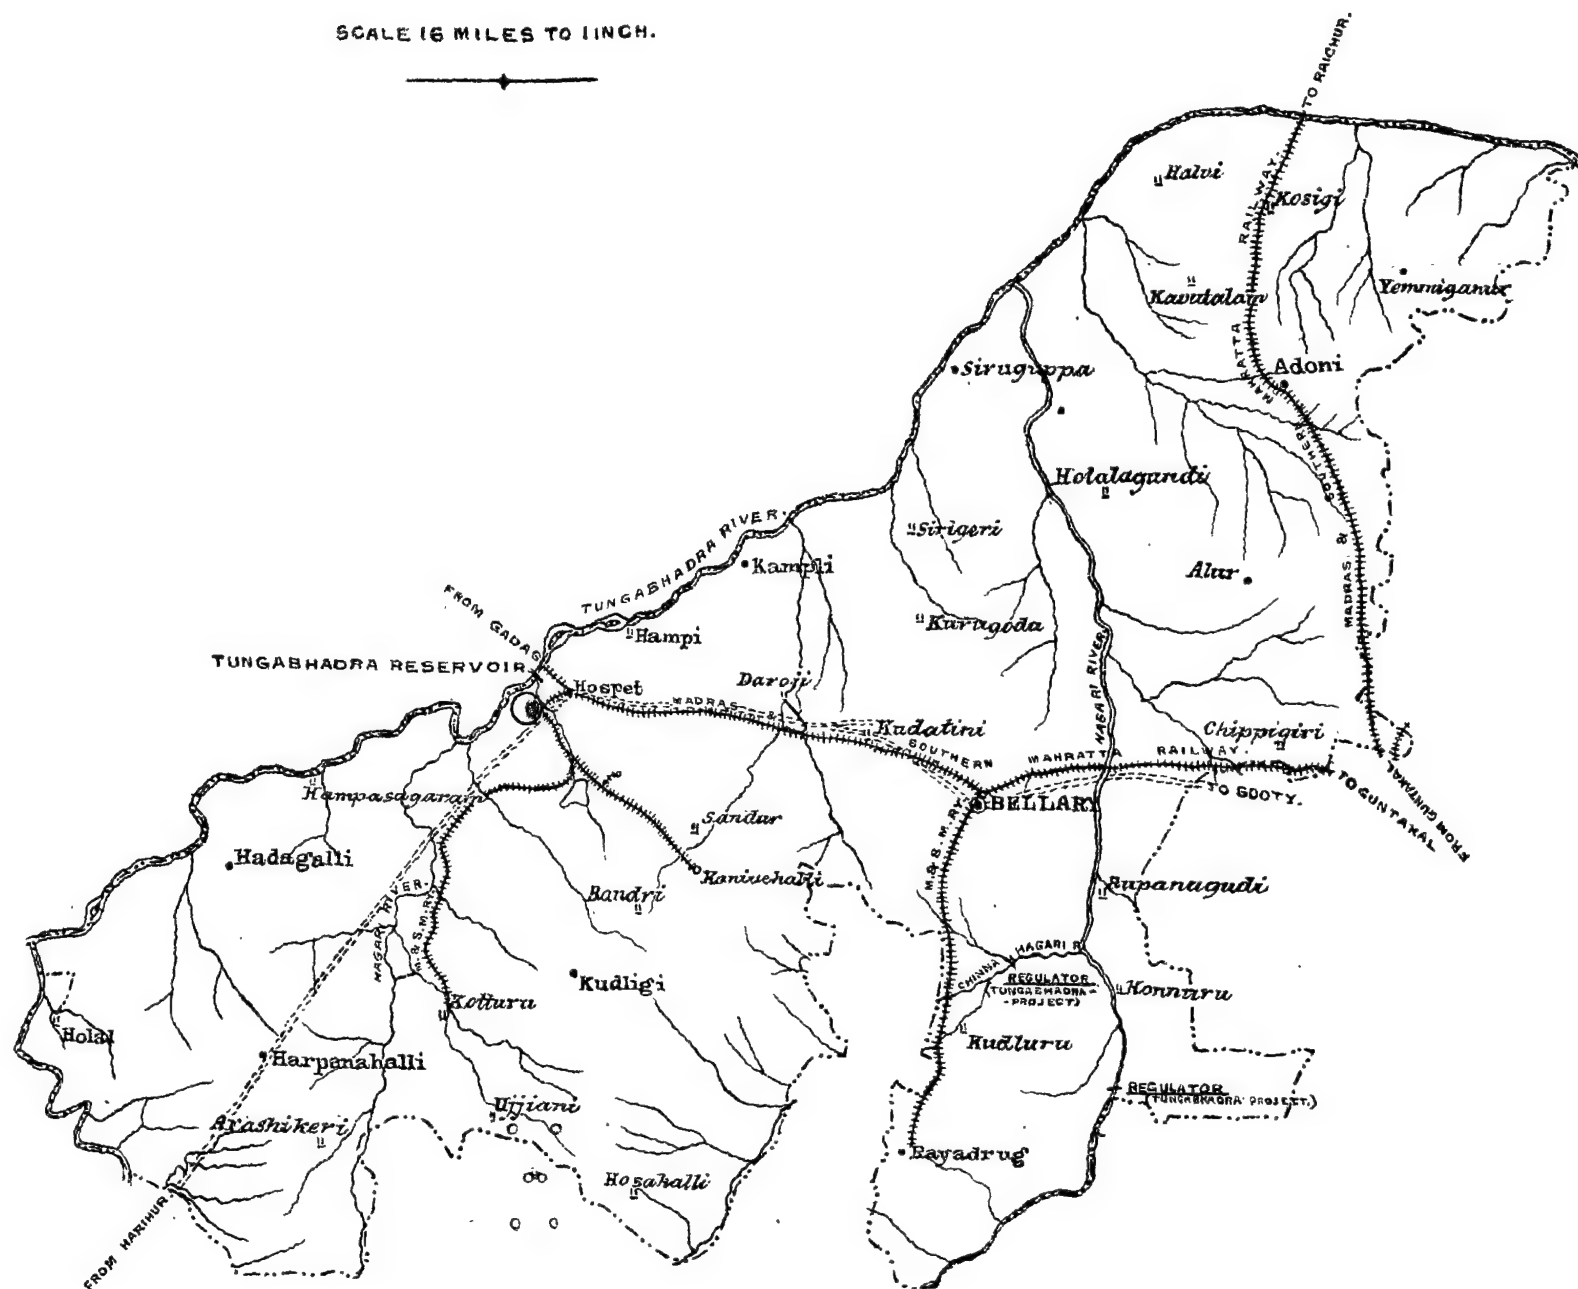 SCALE 16 MILES TO 1 INCH.
TO RAICHUR.
Halvi
RAILWAY.
Kosigi
Kavutalam
Yemmiganur
MAHRATTA
Siruguppa
Adoni
SOUTHERN
Holalagundi
TUNGABHADRA RIVER.
Sirigeri
Kampli
Alur
MADRAS &
FROM GADAG
Hampi
Kurugoda
TUNGABHADRA RESERVOIR
HAGARI RIVER
Hospet
Daroji
MADRAS &
Kudatini
Chippigiri
SOUTHERN
MAHRATTA
RAILWAY.
Hampasagaram
BELLARY
TO GOOTY.
TO GUNTAKAL
FROM GUNTAKAL
Sandur
M & S. M. RY.
Hadagalli
Kanivehalli
Bandri
Rupanagudi
HAGARI RIVER.
M & S. M. R.
CHINNA HAGARI R.
Kudligi
REGULATOR
(TUNGABHADRA-
-PROJECT)
Honnuru
Kotturu
Holal
Kudluru
Harpanahalli
REGULATOR
(TUNGABHADRA PROJECT.)
Ujjiani
Arashikeri
Rayadrug
Hosahalli
FROM HARIHUR